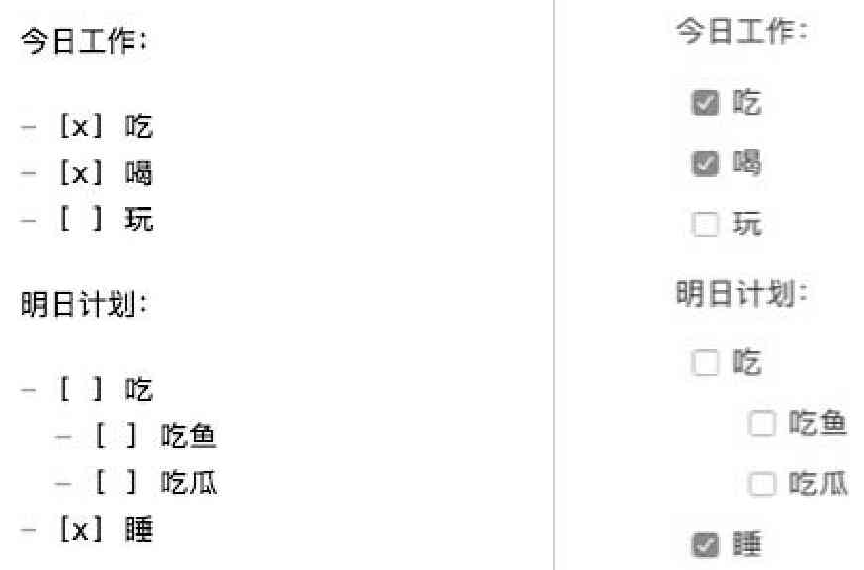 今日工作：
- [x] 吃
- [x] 喝
- [ ] 玩
明日计划：
- [ ] 吃
- [ ] 吃鱼
- [ ] 吃瓜
- [x] 睡
今日工作：
吃
喝
玩
明日计划：
吃
吃鱼
吃瓜
睡